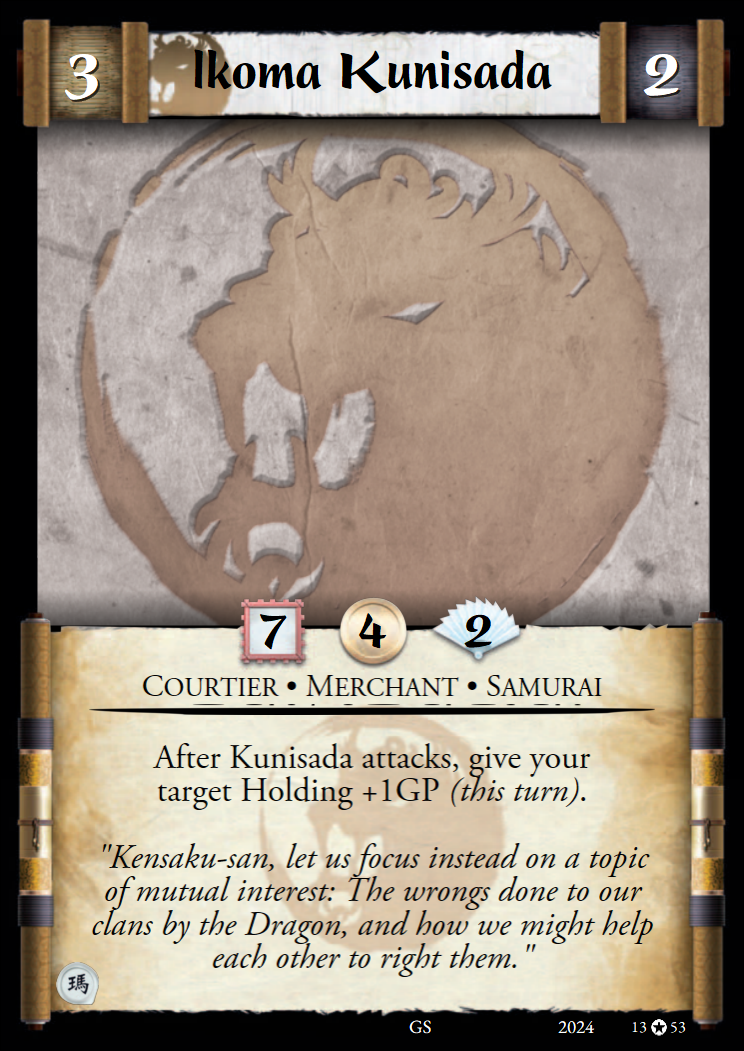 3 Ikoma Kunisada 2
7 4 2
COURTIER • MERCHANT • SAMURAI
After Kunisada attacks, give your
target Holding +1GP (this turn).
"Kensaku-san, let us focus instead on a topic
of mutual interest: The wrongs done to our
clans by the Dragon, and how we might help
each other to right them."
瑪
GS 2024 13 ✪ 53